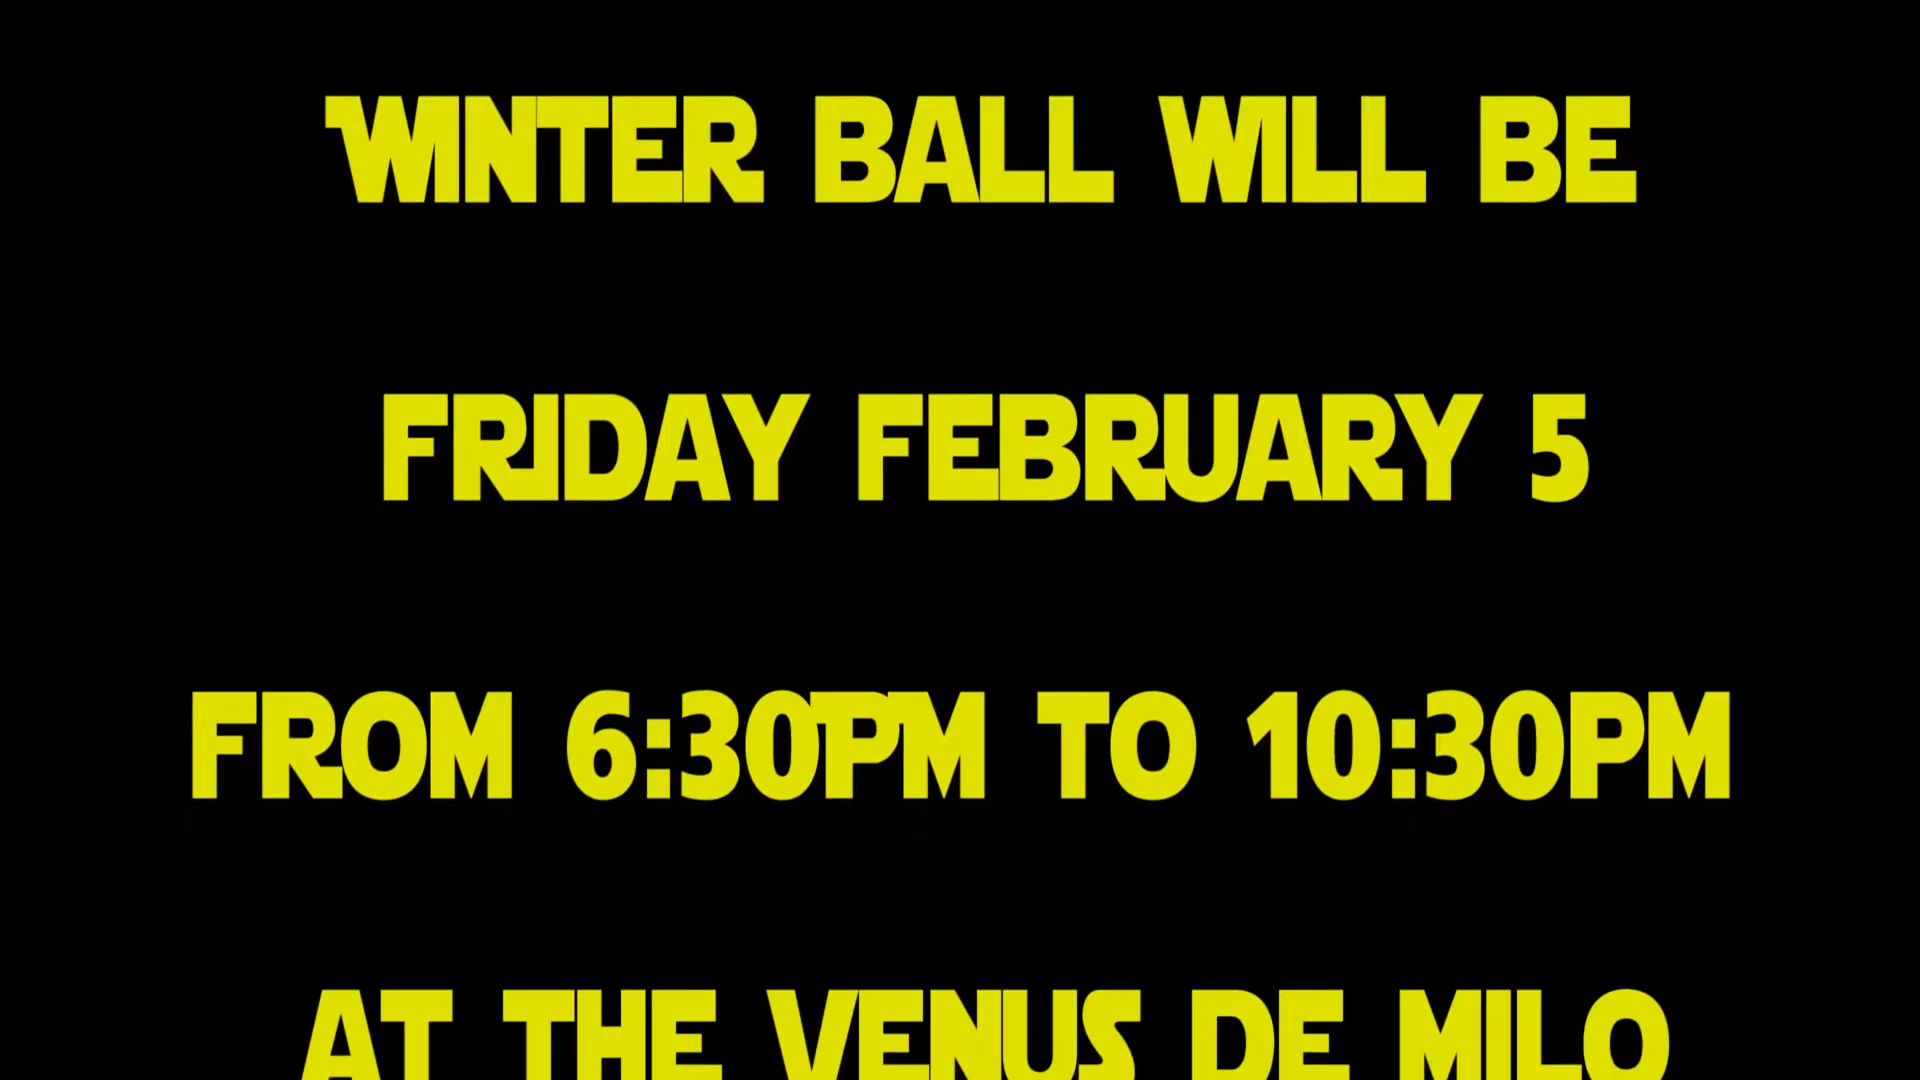 WINTER BALL WILL BE
FRIDAY FEBRUARY 5
FROM 6:30PM TO 10:30PM
AT THE VENUS DE MILO